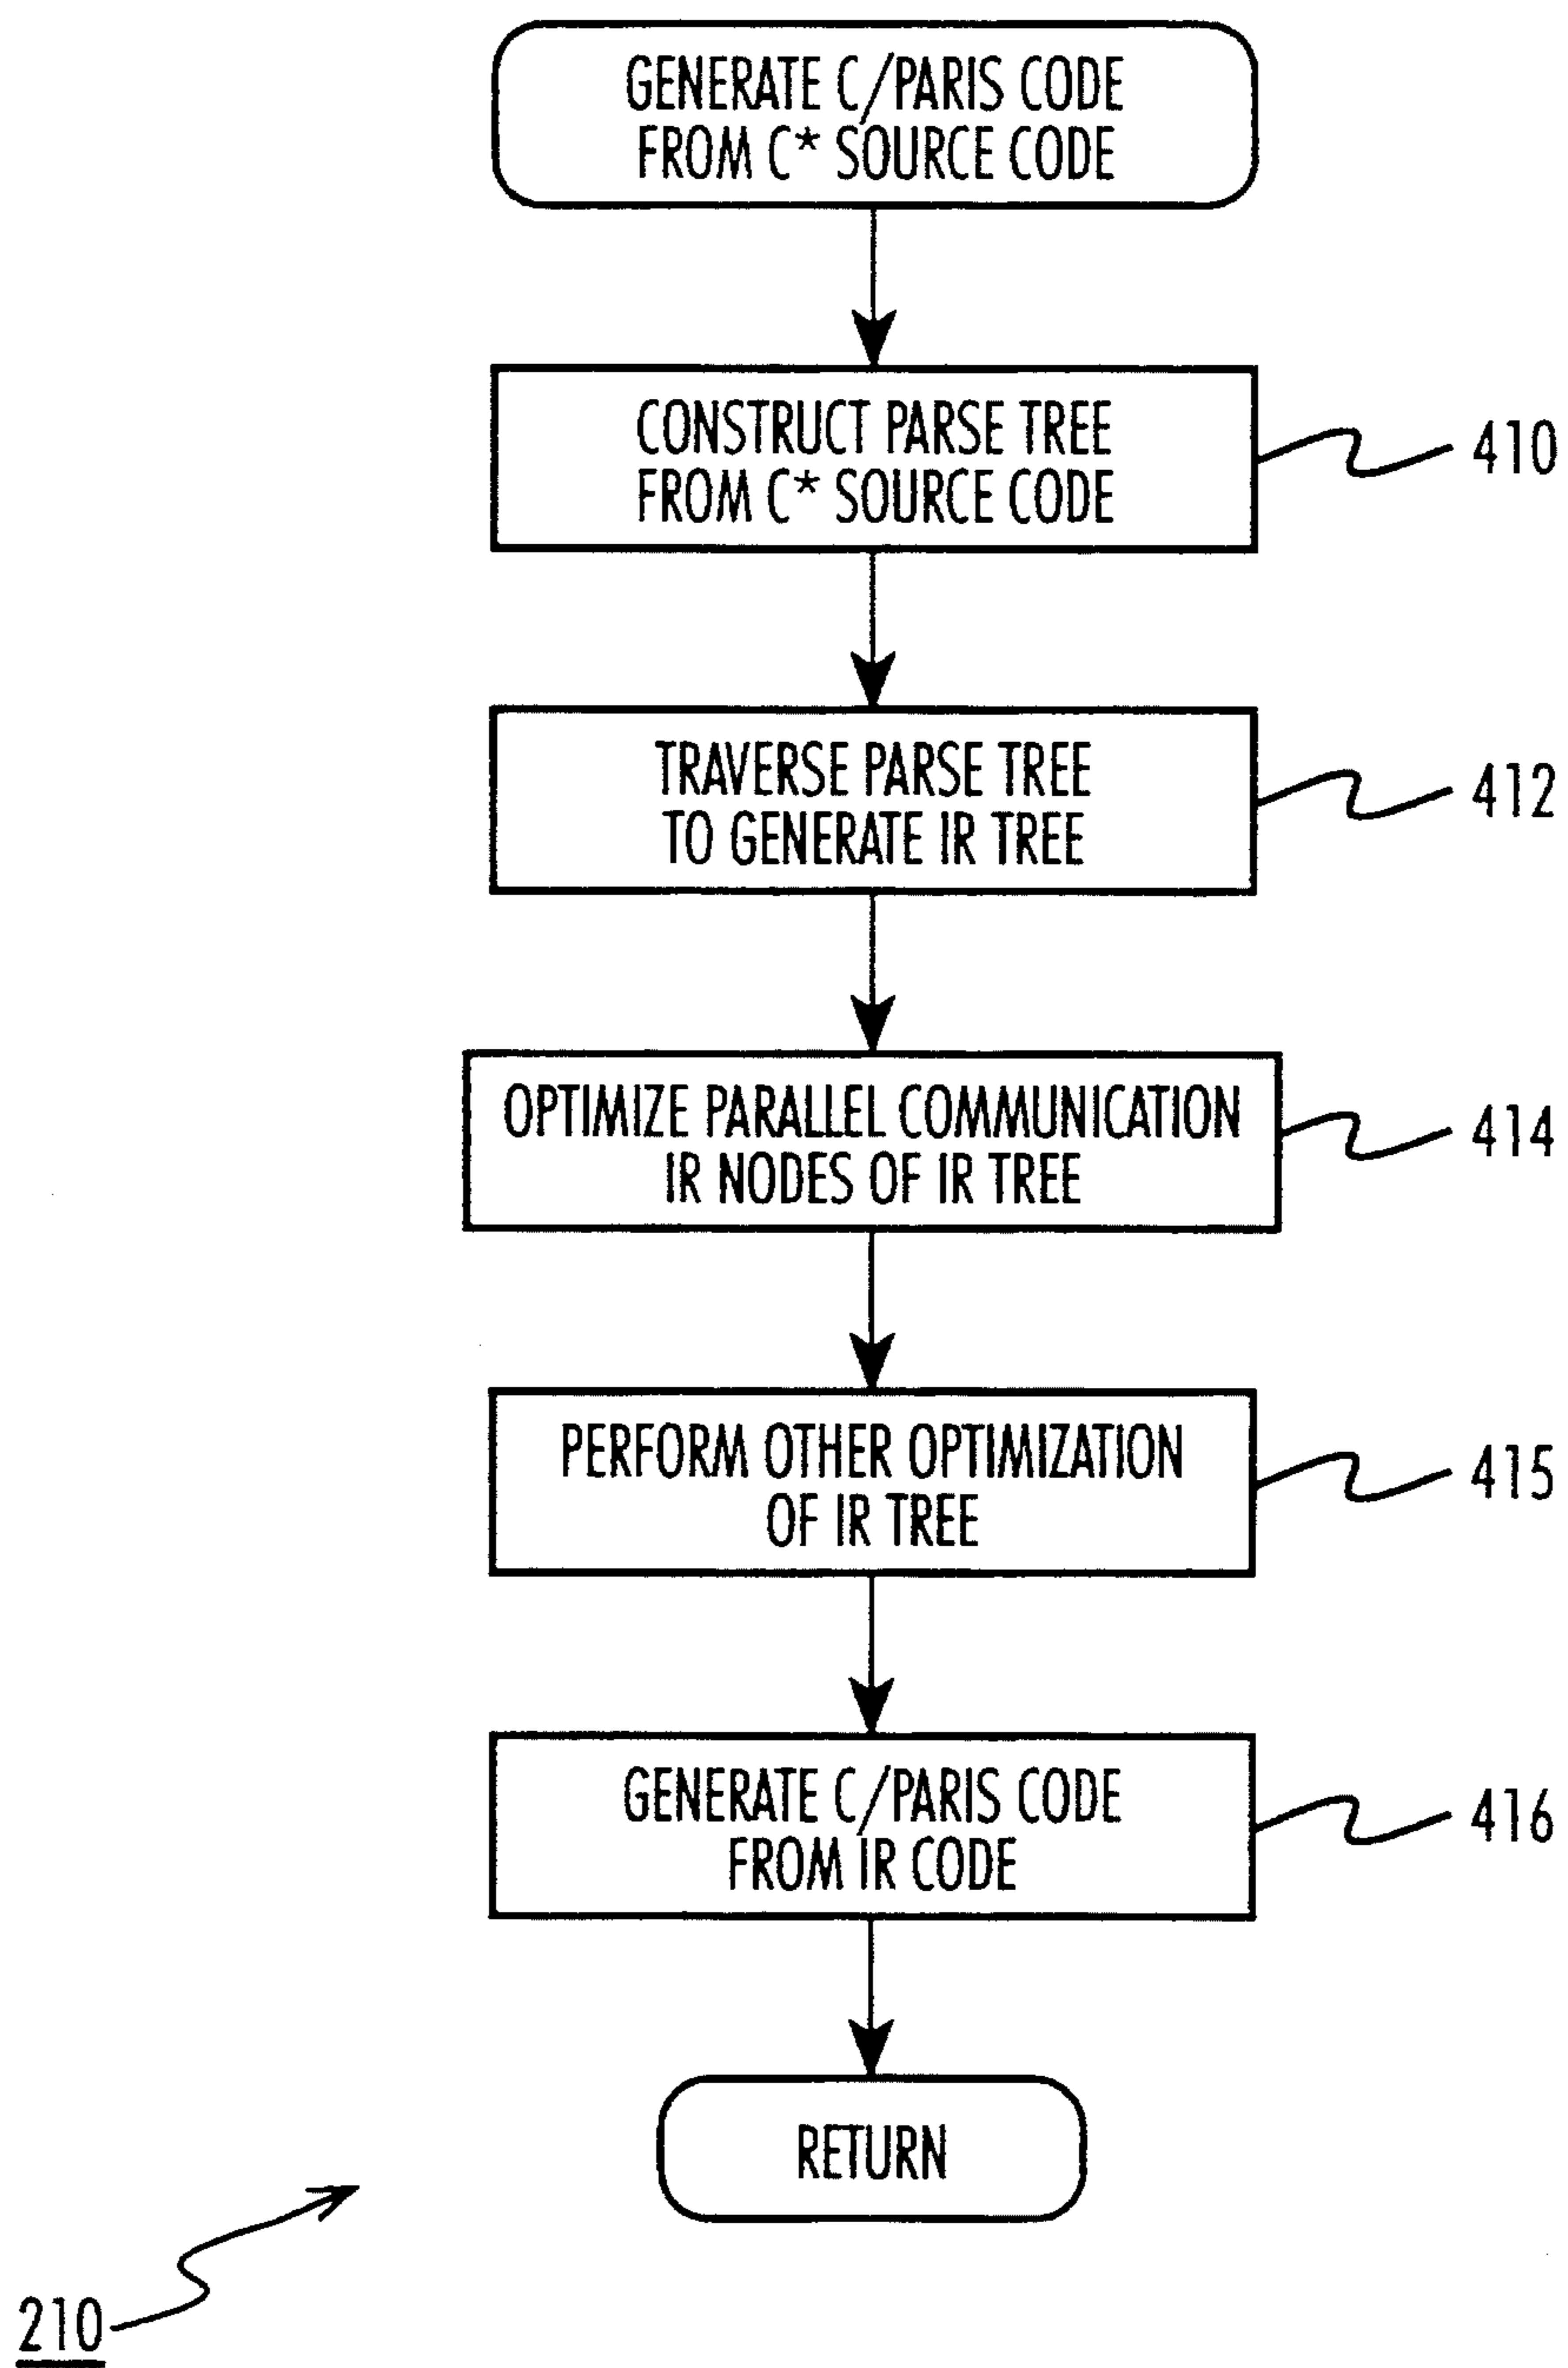 GENERATE C/PARIS CODE
FROM C* SOURCE CODE
CONSTRUCT PARSE TREE
FROM C* SOURCE CODE
410
TRAVERSE PARSE TREE
TO GENERATE IR TREE
412
OPTIMIZE PARALLEL COMMUNICATION
IR NODES OF IR TREE
414
PERFORM OTHER OPTIMIZATION
OF IR TREE
415
GENERATE C/PARIS CODE
FROM IR CODE
416
RETURN
210